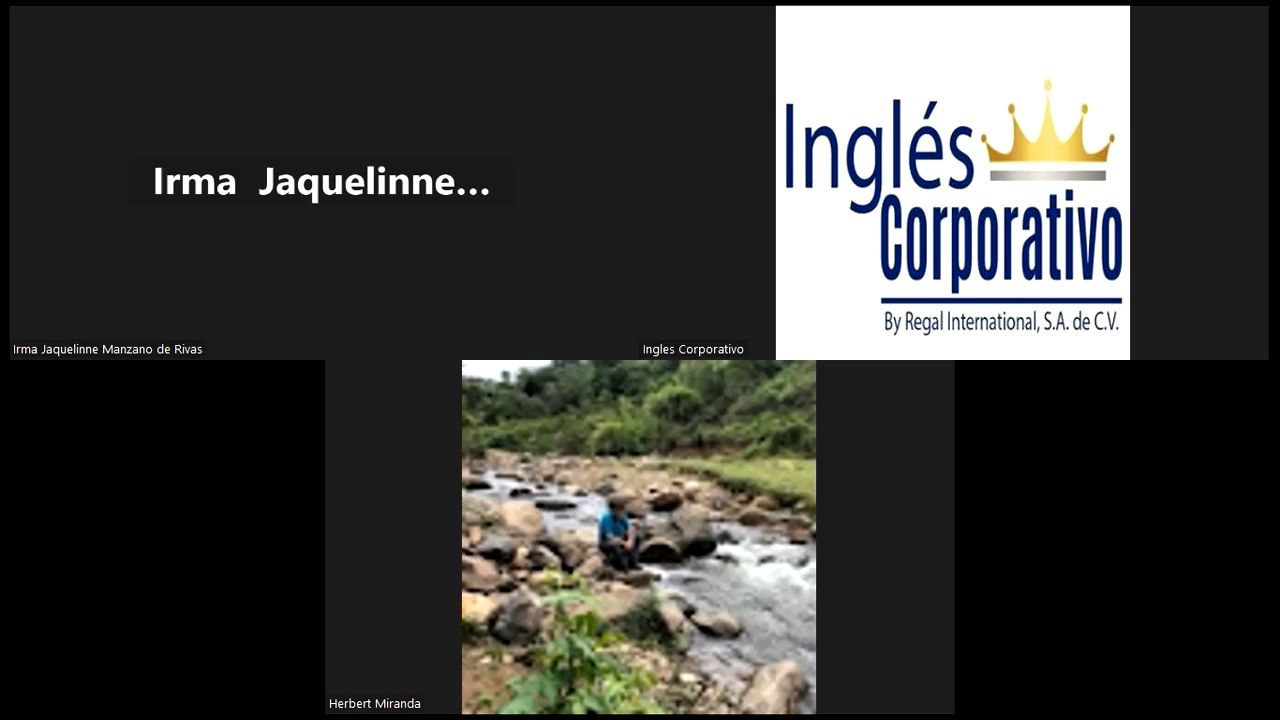 Irma Jaquelinne...
Irma Jaquelinne Manzano de Rivas
Inglés
Corporativo
By Regal International, S.A. de C.V.
Ingles Corporativo
Herbert Miranda